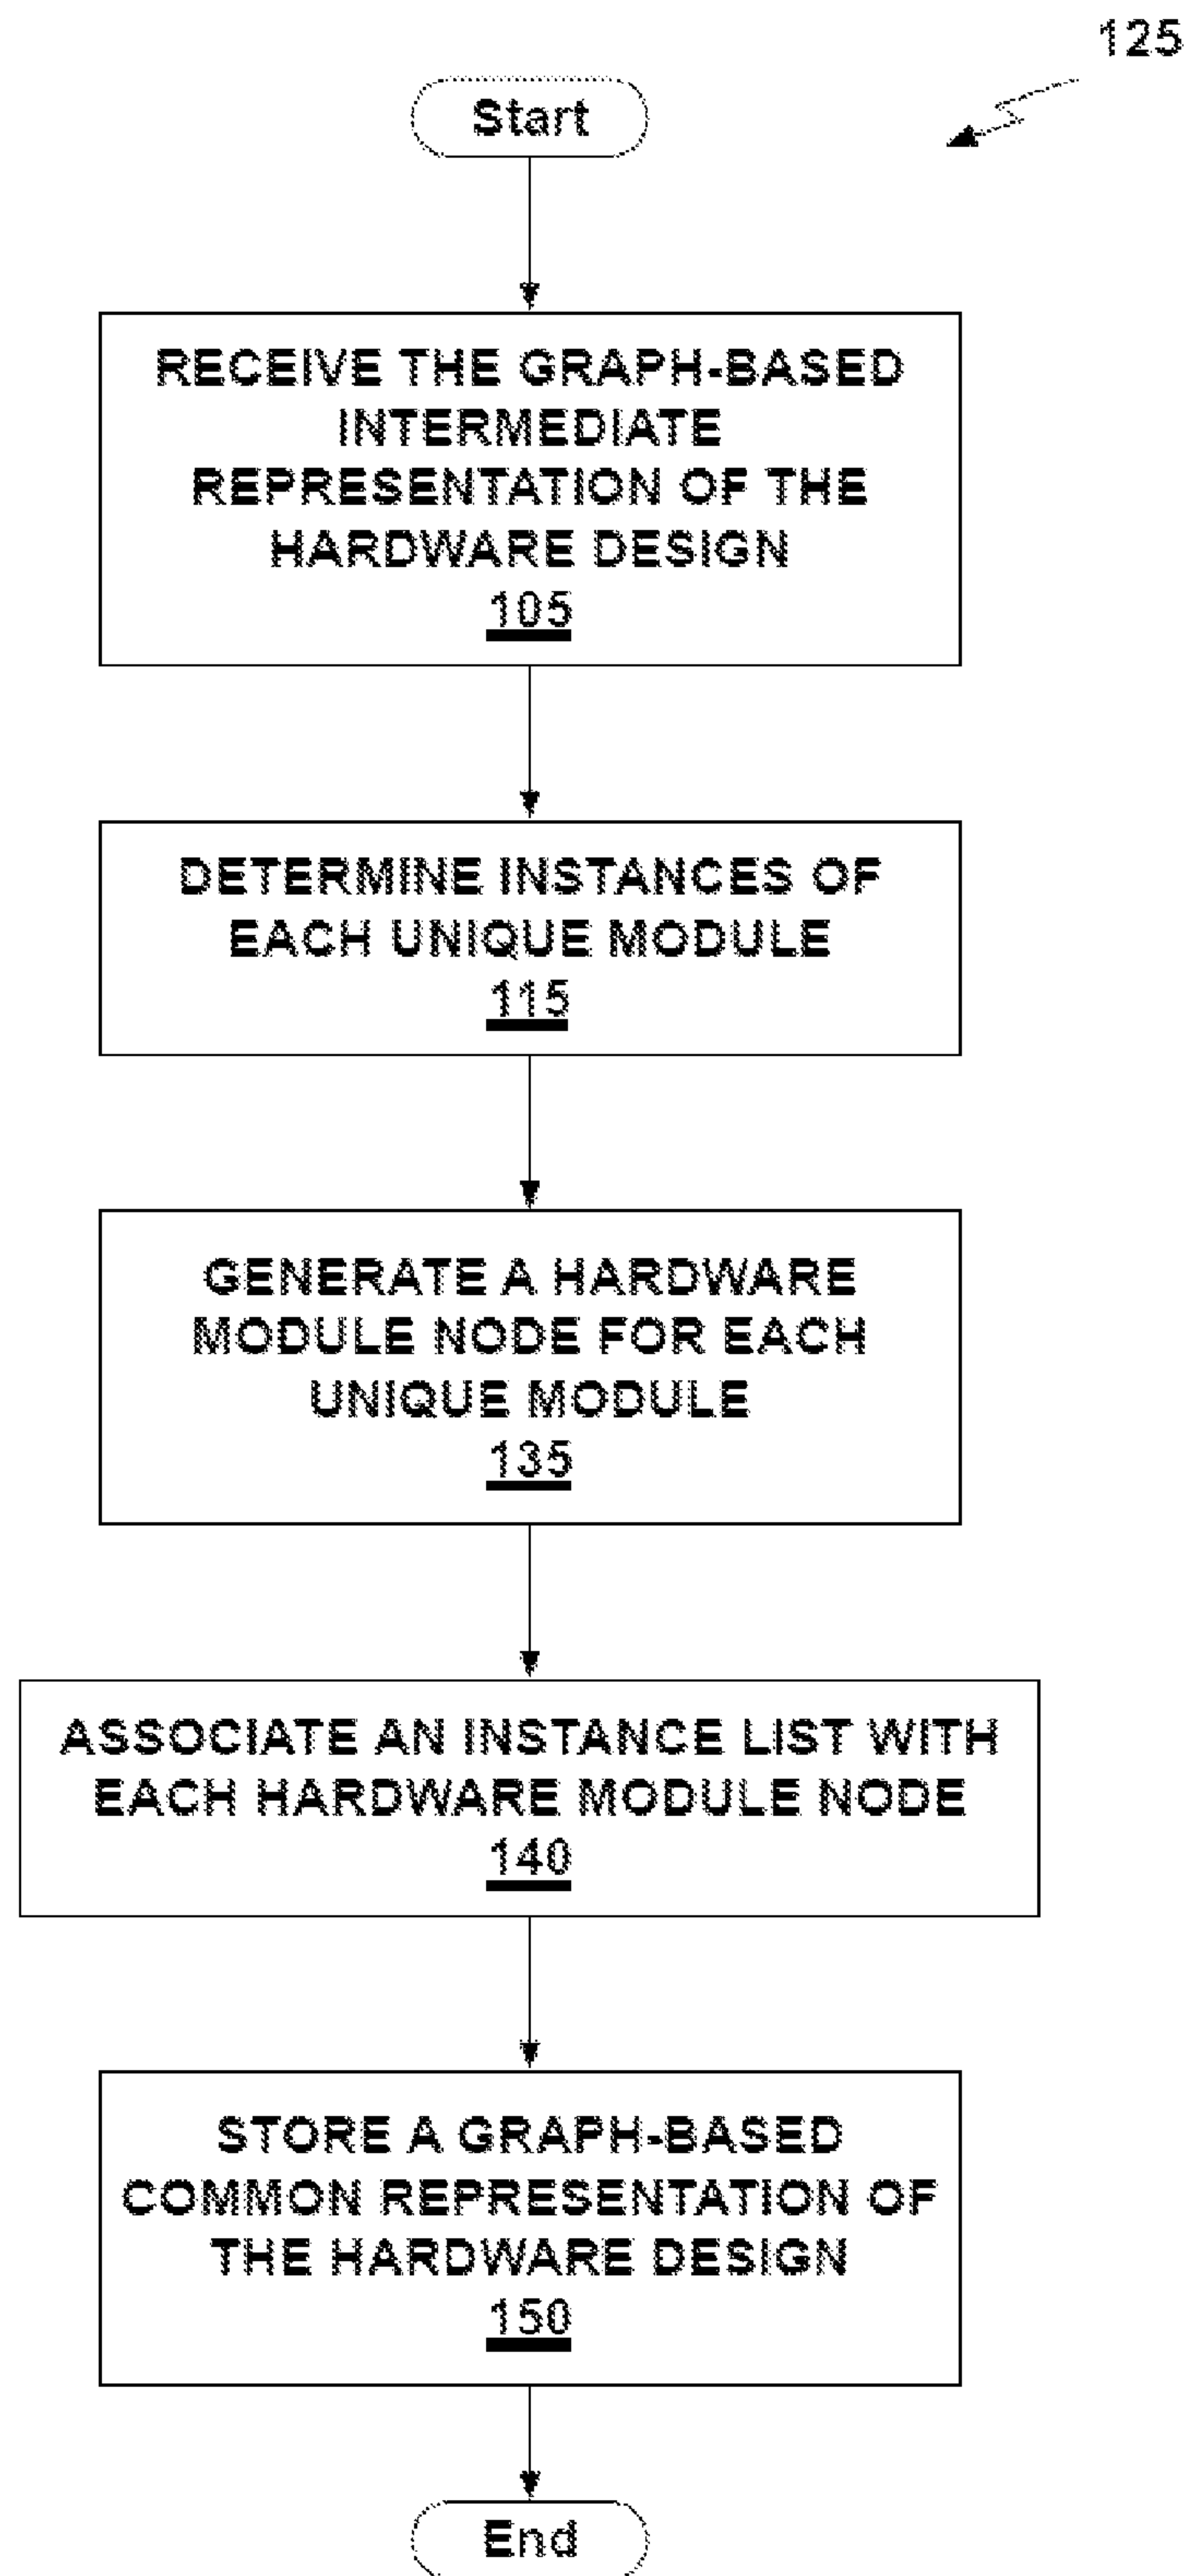 125
Start
RECEIVE THE GRAPH-BASED
INTERMEDIATE
REPRESENTATION OF THE
HARDWARE DESIGN
105
DETERMINE INSTANCES OF
EACH UNIQUE MODULE
115
GENERATE A HARDWARE
MODULE NODE FOR EACH
UNIQUE MODULE
135
ASSOCIATE AN INSTANCE LIST WITH
EACH HARDWARE MODULE NODE
140
STORE A GRAPH-BASED
COMMON REPRESENTATION OF
THE HARDWARE DESIGN
150
End